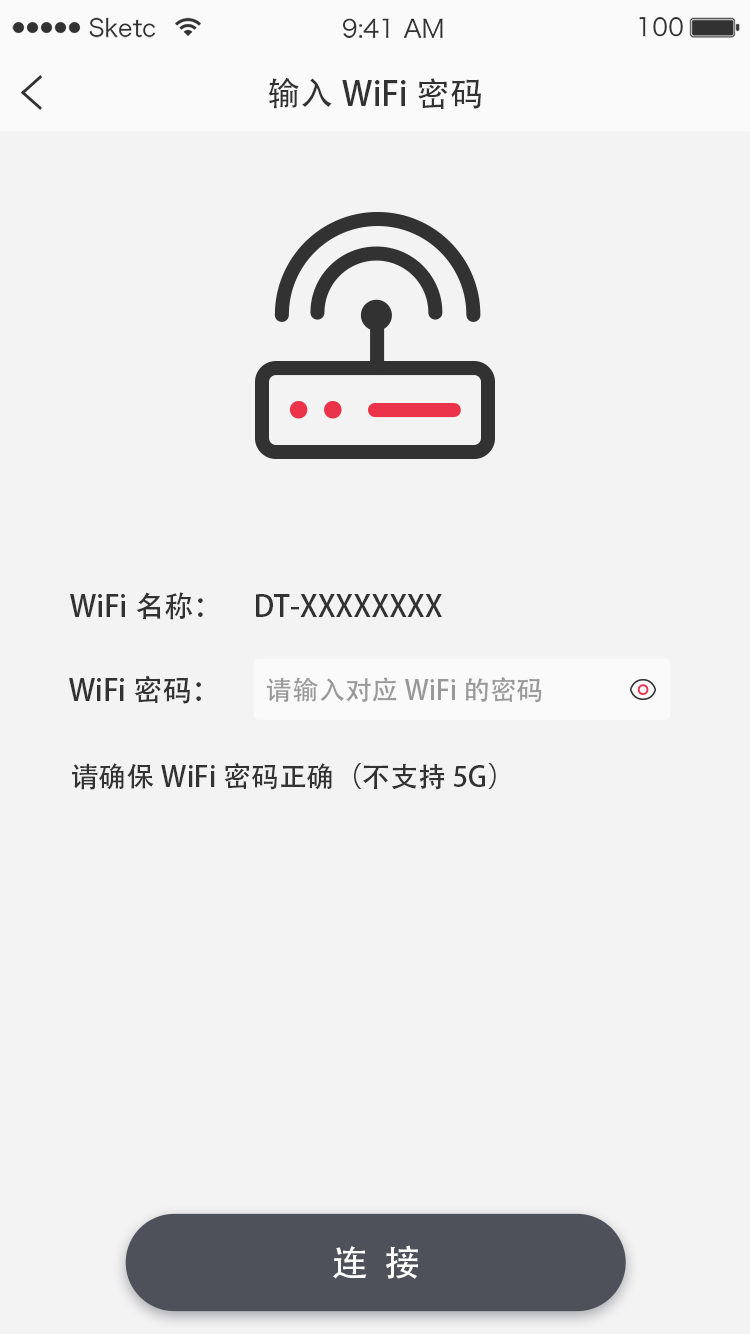 Sketc 9:41 AM 100
输入 WiFi 密码
WiFi 名称： DT-XXXXXXXX
WiFi 密码： 请输入对应 WiFi 的密码
请确保 WiFi 密码正确（不支持 5G）
连 接